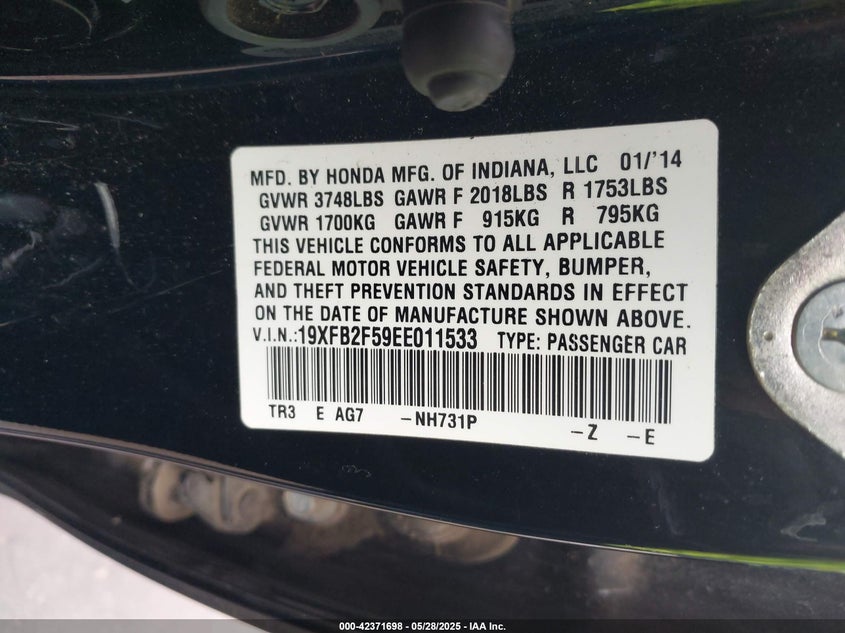 MFD. BY HONDA MFG. OF INDIANA, LLC 01/'14
GVWR 3748LBS GAWR F 2018LBS R 1753LBS
GVWR 1700KG GAWR F 915KG R 795KG
THIS VEHICLE CONFORMS TO ALL APPLICABLE
FEDERAL MOTOR VEHICLE SAFETY, BUMPER,
AND THEFT PREVENTION STANDARDS IN EFFECT
ON THE DATE OF MANUFACTURE SHOWN ABOVE.
V.I.N.:19XFB2F59EE011533 TYPE: PASSENGER CAR
TR3 E AG7 -NH731P -Z -E
000-42371698 - 05/28/2025 - IAA Inc.